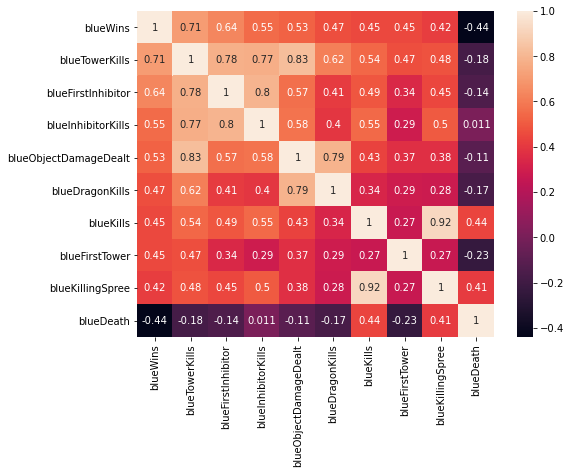 blueWins 1 0.71 0.64 0.55 0.53 0.47 0.45 0.45 0.42 -0.44
blueTowerKills 0.71 1 0.78 0.77 0.83 0.62 0.54 0.47 0.48 -0.18
blueFirstInhibitor 0.64 0.78 1 0.8 0.57 0.41 0.49 0.34 0.45 -0.14
blueInhibitorKills 0.55 0.77 0.8 1 0.58 0.4 0.55 0.29 0.5 0.011
blueObjectDamageDealt 0.53 0.83 0.57 0.58 1 0.79 0.43 0.37 0.38 -0.11
blueDragonKills 0.47 0.62 0.41 0.4 0.79 1 0.34 0.29 0.28 -0.17
blueKills 0.45 0.54 0.49 0.55 0.43 0.34 1 0.27 0.92 0.44
blueFirstTower 0.45 0.47 0.34 0.29 0.37 0.29 0.27 1 0.27 -0.23
blueKillingSpree 0.42 0.48 0.45 0.5 0.38 0.28 0.92 0.27 1 0.41
blueDeath -0.44 -0.18 -0.14 0.011 -0.11 -0.17 0.44 -0.23 0.41 1
blueWins
blueTowerKills
blueFirstInhibitor
blueInhibitorKills
blueObjectDamageDealt
blueDragonKills
blueKills
blueFirstTower
blueKillingSpree
blueDeath
1.0
0.8
0.6
0.4
0.2
0.0
−0.2
−0.4